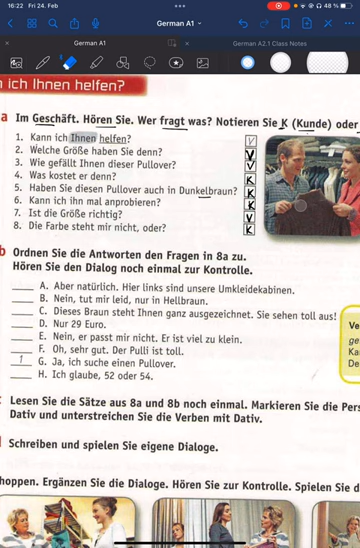 16:22 Fri 24. Feb
48 %
German A1
German A1
German A2.1 Class Notes
n ich Ihnen helfen?
a Im Geschäft. Hören Sie. Wer fragt was? Notieren Sie K (Kunde) oder
1. Kann ich Ihnen helfen? V
2. Welche Größe haben Sie denn? V
3. Wie gefällt Ihnen dieser Pullover? V
4. Was kostet er denn? K
5. Haben Sie diesen Pullover auch in Dunkelbraun? K
6. Kann ich ihn mal anprobieren? K
7. Ist die Größe richtig? V
8. Die Farbe steht mir nicht, oder? K
b Ordnen Sie die Antworten den Fragen in 8a zu.
Hören Sie den Dialog noch einmal zur Kontrolle.
A. Aber natürlich. Hier links sind unsere Umkleidekabinen.
B. Nein, tut mir leid, nur in Hellbraun.
C. Dieses Braun steht Ihnen ganz ausgezeichnet. Sie sehen toll aus!
D. Nur 29 Euro.
E. Nein, er passt mir nicht. Er ist viel zu klein.
F. Oh, sehr gut. Der Pulli ist toll.
1 G. Ja, ich suche einen Pullover.
H. Ich glaube, 52 oder 54.
Ve
ge
Ka
De
Lesen Sie die Sätze aus 8a und 8b noch einmal. Markieren Sie die Pers
Dativ und unterstreichen Sie die Verben mit Dativ.
Schreiben und spielen Sie eigene Dialoge.
hoppen. Ergänzen Sie die Dialoge. Hören Sie zur Kontrolle. Spielen Sie d